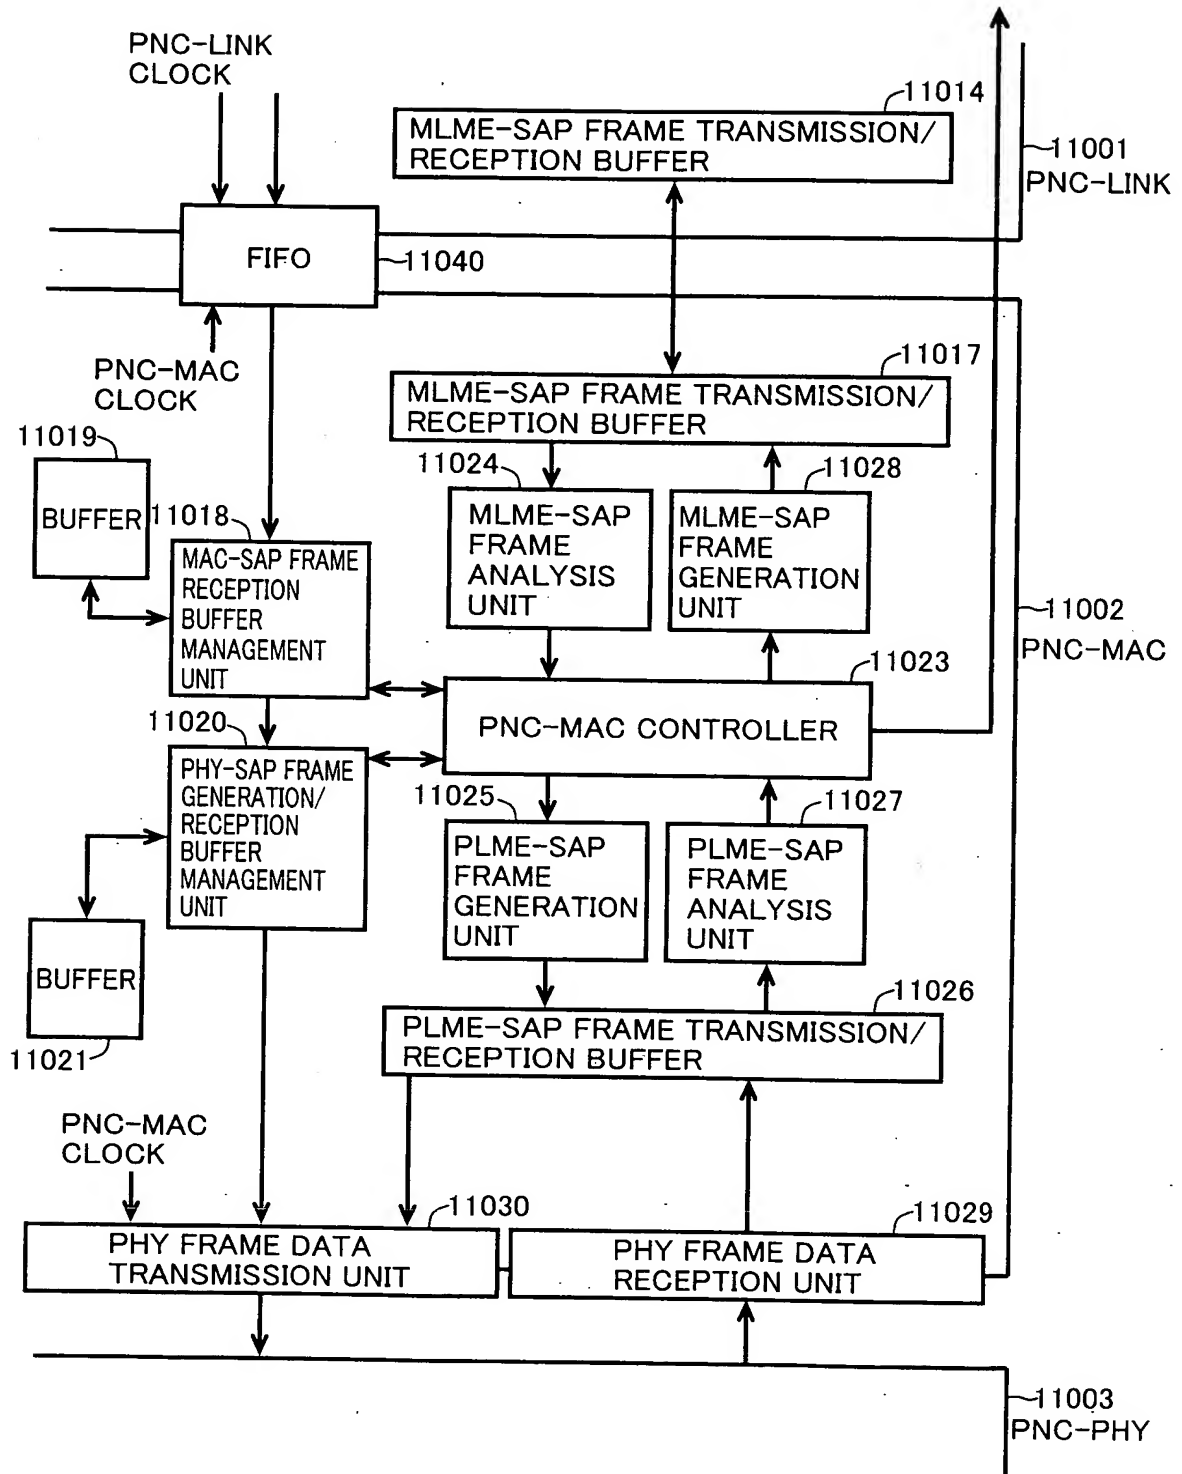 PNC-LINK
CLOCK
11014
MLME-SAP FRAME TRANSMISSION/
RECEPTION BUFFER
11001
PNC-LINK
FIFO
11040
PNC-MAC
CLOCK
11017
MLME-SAP FRAME TRANSMISSION/
RECEPTION BUFFER
11019
BUFFER
11018
MAC-SAP FRAME
RECEPTION
BUFFER
MANAGEMENT
UNIT
11024
MLME-SAP
FRAME
ANALYSIS
UNIT
11028
MLME-SAP
FRAME
GENERATION
UNIT
11002
PNC-MAC
11023
PNC-MAC CONTROLLER
11020
PHY-SAP FRAME
GENERATION/
RECEPTION
BUFFER
MANAGEMENT
UNIT
11025
PLME-SAP
FRAME
GENERATION
UNIT
11027
PLME-SAP
FRAME
ANALYSIS
UNIT
BUFFER
11021
11026
PLME-SAP FRAME TRANSMISSION/
RECEPTION BUFFER
PNC-MAC
CLOCK
11030
PHY FRAME DATA
TRANSMISSION UNIT
11029
PHY FRAME DATA
RECEPTION UNIT
11003
PNC-PHY